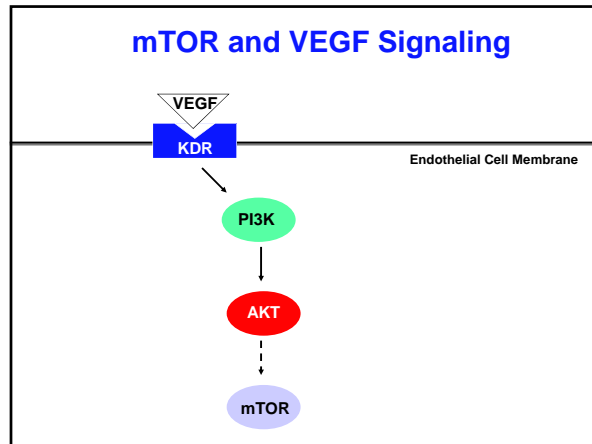 mTOR and VEGF Signaling
VEGF
KDR
Endothelial Cell Membrane
PI3K
AKT
mTOR